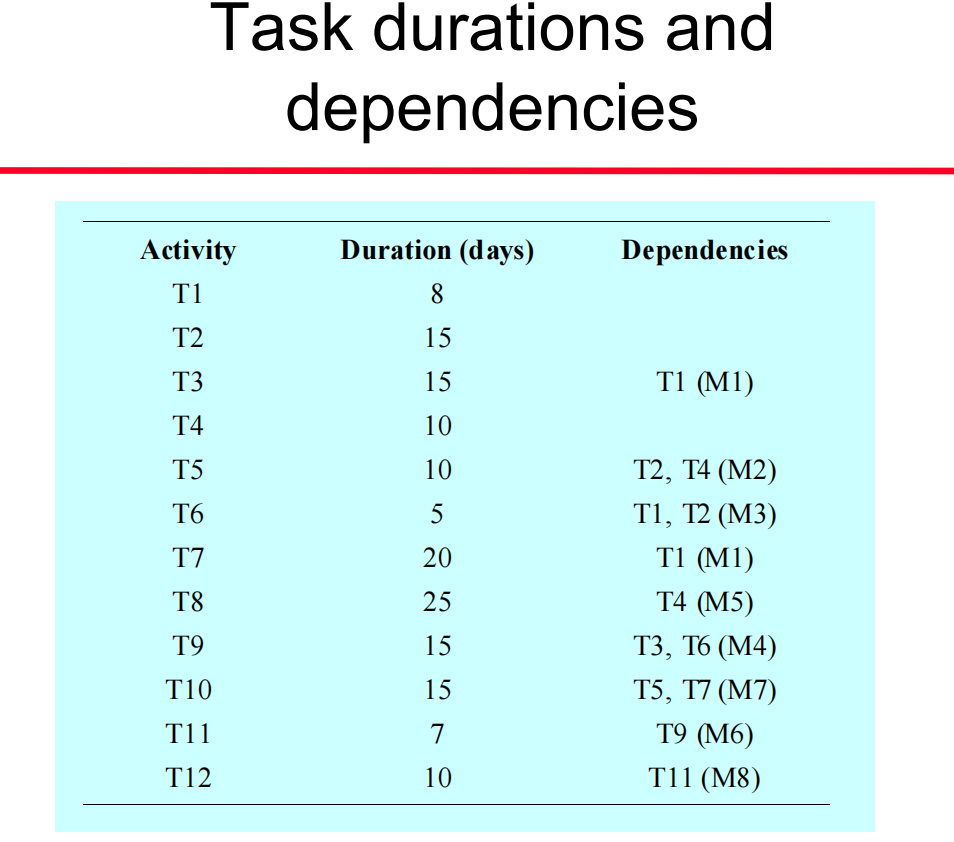 Task durations and
dependencies
Activity Duration (days) Dependencies
T1 8
T2 15
T3 15 T1 (M1)
T4 10
T5 10 T2, T4 (M2)
T6 5 T1, T2 (M3)
T7 20 T1 (M1)
T8 25 T4 (M5)
T9 15 T3, T6 (M4)
T10 15 T5, T7 (M7)
T11 7 T9 (M6)
T12 10 T11 (M8)